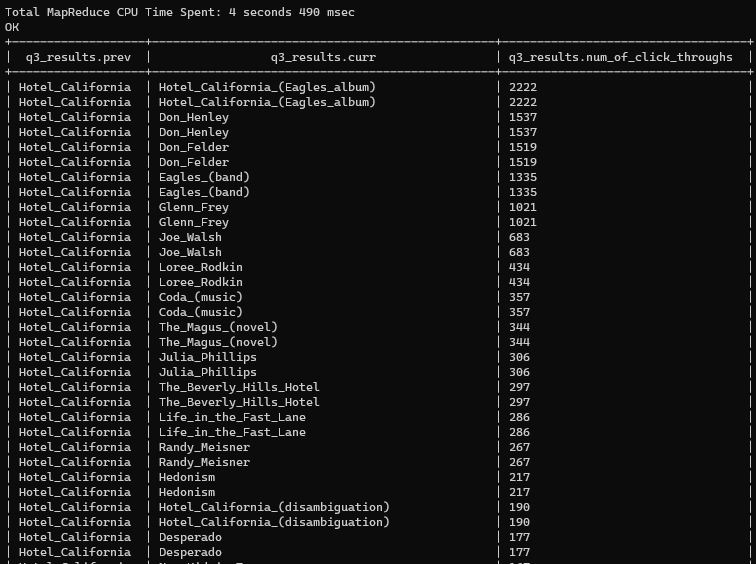 Total MapReduce CPU Time Spent: 4 seconds 490 msec
OK
| q3_results.prev | q3_results.curr | q3_results.num_of_click_throughs |
| Hotel_California | Hotel_California_(Eagles_album) | 2222
| Hotel_California | Hotel_California_(Eagles_album) | 2222
| Hotel_California | Don_Henley | 1537
| Hotel_California | Don_Henley | 1537
| Hotel_California | Don_Felder | 1519
| Hotel_California | Don_Felder | 1519
| Hotel_California | Eagles_(band) | 1335
| Hotel_California | Eagles_(band) | 1335
| Hotel_California | Glenn_Frey | 1021
| Hotel_California | Glenn_Frey | 1021
| Hotel_California | Joe_Walsh | 683
| Hotel_California | Joe_Walsh | 683
| Hotel_California | Loree_Rodkin | 434
| Hotel_California | Loree_Rodkin | 434
| Hotel_California | Coda_(music) | 357
| Hotel_California | Coda_(music) | 357
| Hotel_California | The_Magus_(novel) | 344
| Hotel_California | The_Magus_(novel) | 344
| Hotel_California | Julia_Phillips | 306
| Hotel_California | Julia_Phillips | 306
| Hotel_California | The_Beverly_Hills_Hotel | 297
| Hotel_California | The_Beverly_Hills_Hotel | 297
| Hotel_California | Life_in_the_Fast_Lane | 286
| Hotel_California | Life_in_the_Fast_Lane | 286
| Hotel_California | Randy_Meisner | 267
| Hotel_California | Randy_Meisner | 267
| Hotel_California | Hedonism | 217
| Hotel_California | Hedonism | 217
| Hotel_California | Hotel_California_(disambiguation) | 190
| Hotel_California | Hotel_California_(disambiguation) | 190
| Hotel_California | Desperado | 177
| Hotel_California | Desperado | 177